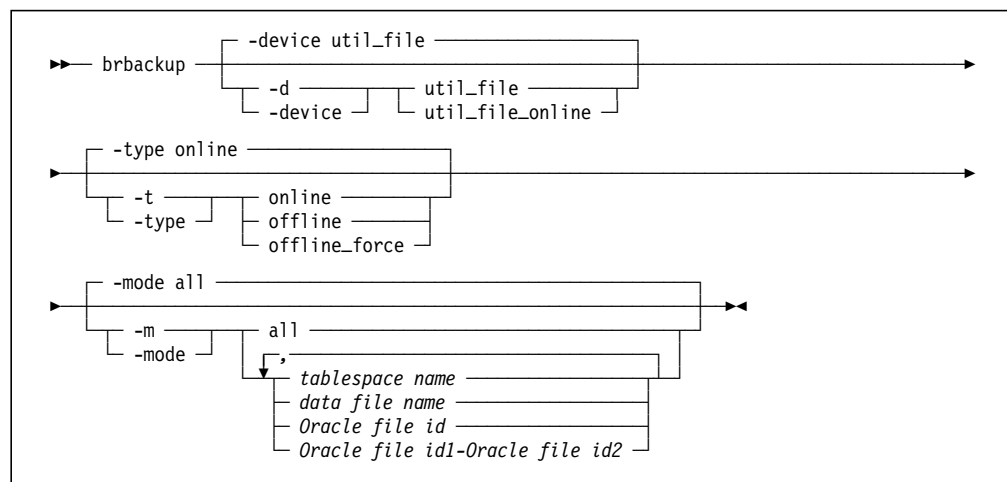 -device util_file
brbackup
-d util_file
-device util_file_online
-type online
-t online
-type offline
offline_force
-mode all
-m all
-mode ,
tablespace name
data file name
Oracle file id
Oracle file id1-Oracle file id2